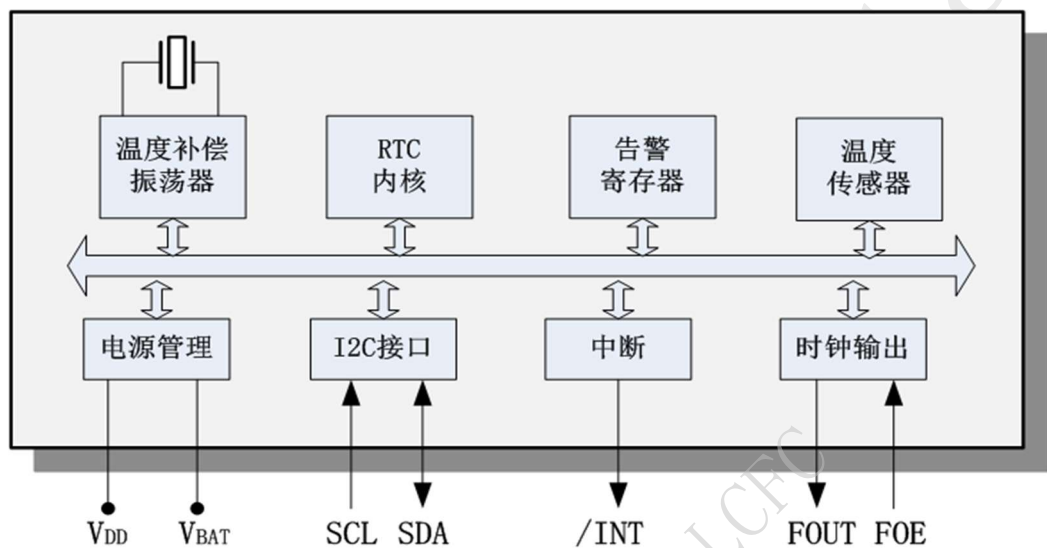 温度补偿
振荡器
RTC
内核
告警
寄存器
温度
传感器
电源管理
I2C接口
中断
时钟输出
VDD
VBAT
SCL
SDA
/INT
FOUT
FOE
LCFC